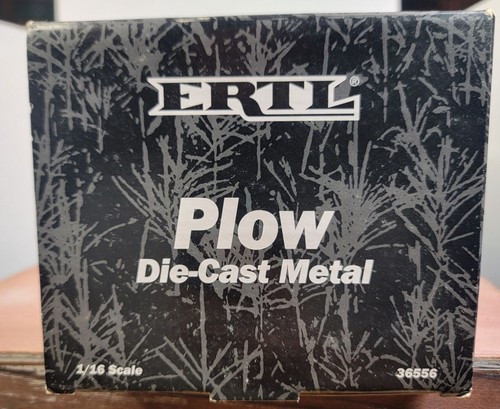 ERTL®
Plow
Die-Cast Metal
1/16 Scale
36556